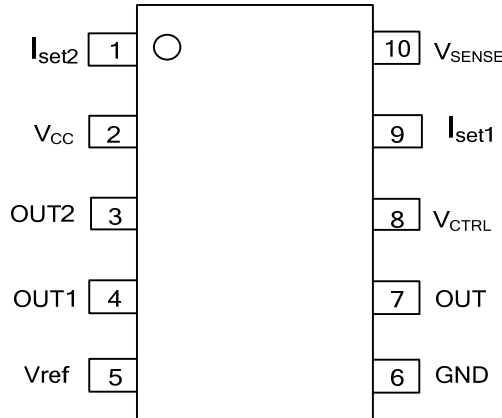 Iset2 1 10 VSENSE
VCC 2 9 Iset1
OUT2 3 8 VCTRL
OUT1 4 7 OUT
Vref 5 6 GND